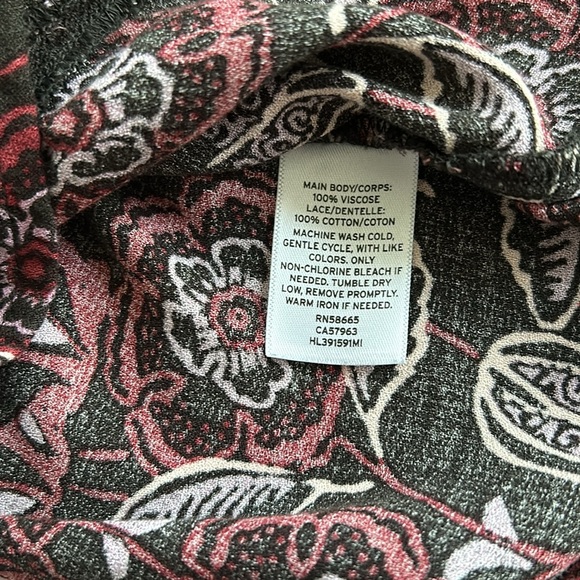 MAIN BODY/CORPS:
100% VISCOSE
LACE/DENTELLE:
100% COTTON/COTON
MACHINE WASH COLD,
GENTLE CYCLE, WITH LIKE
COLORS. ONLY
NON-CHLORINE BLEACH IF
NEEDED. TUMBLE DRY
LOW, REMOVE PROMPTLY.
WARM IRON IF NEEDED.
RN58665
CA57963
HL391591MI